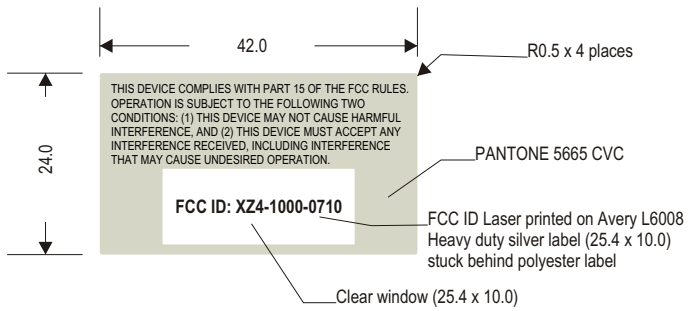 42.0
R0.5 x 4 places
THIS DEVICE COMPLIES WITH PART 15 OF THE FCC RULES.
OPERATION IS SUBJECT TO THE FOLLOWING TWO
CONDITIONS: (1) THIS DEVICE MAY NOT CAUSE HARMFUL
INTERFERENCE, AND (2) THIS DEVICE MUST ACCEPT ANY
INTERFERENCE RECEIVED, INCLUDING INTERFERENCE
THAT MAY CAUSE UNDESIRED OPERATION.
24.0
PANTONE 5665 CVC
FCC ID: XZ4-1000-0710
FCC ID Laser printed on Avery L6008
Heavy duty silver label (25.4 x 10.0)
stuck behind polyester label
Clear window (25.4 x 10.0)